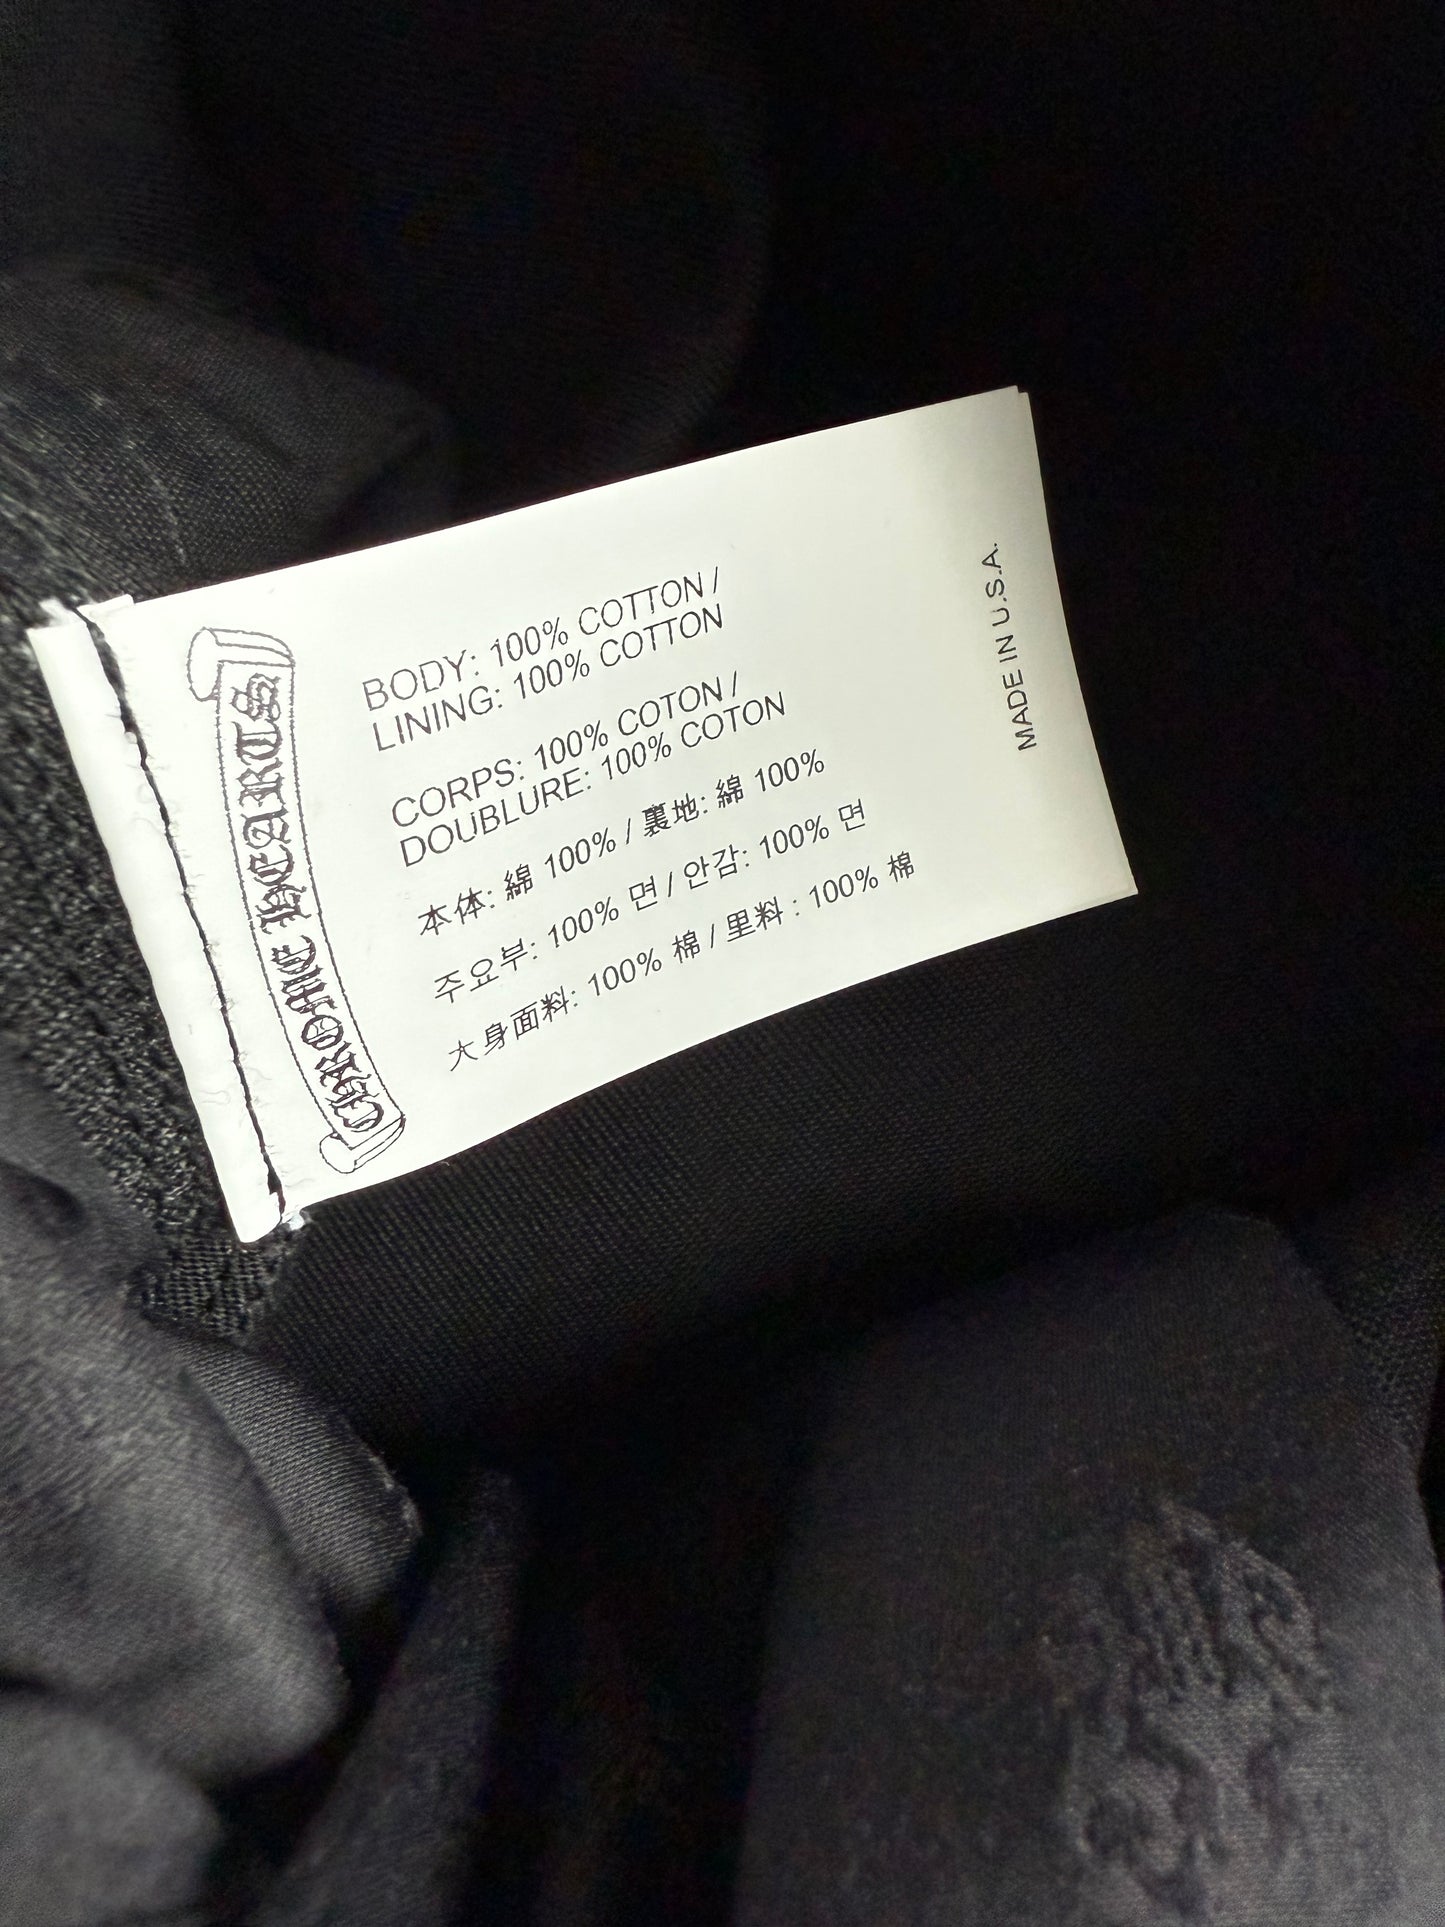 CHROME HEARTS
BODY: 100% COTTON /
LINING: 100% COTTON
CORPS: 100% COTON /
DOUBLURE: 100% COTON
本体: 綿 100% / 裏地: 綿 100%
주요부: 100% 면 / 안감: 100% 면
大身面料: 100% 棉 / 里料 : 100% 棉
MADE IN U.S.A.